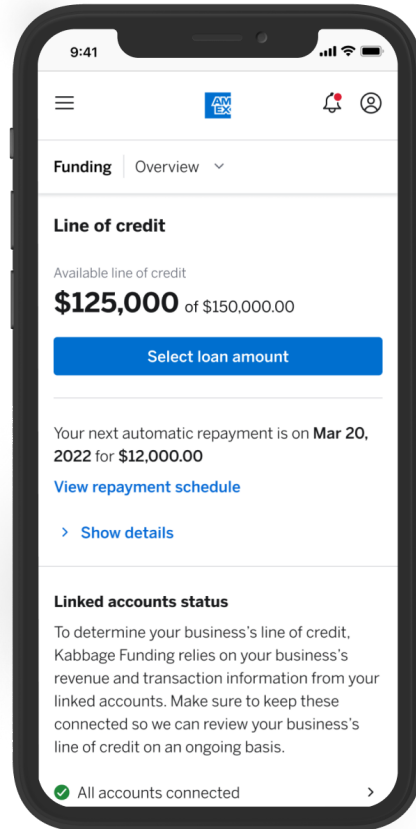 9:41
AM
EX
Funding Overview
Line of credit
Available line of credit
$125,000 of $150,000.00
Select loan amount
Your next automatic repayment is on Mar 20,
2022 for $12,000.00
View repayment schedule
Show details
Linked accounts status
To determine your business's line of credit,
Kabbage Funding relies on your business's
revenue and transaction information from your
linked accounts. Make sure to keep these
connected so we can review your business's
line of credit on an ongoing basis.
All accounts connected